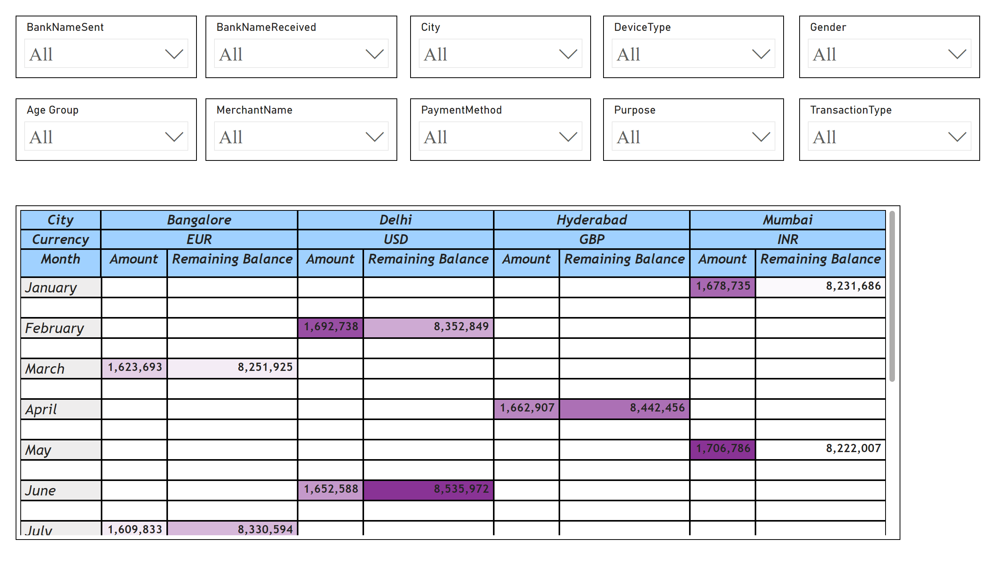 BankNameSent BankNameReceived City DeviceType Gender
All All All All All
Age Group MerchantName PaymentMethod Purpose TransactionType
All All All All All
City Bangalore Delhi Hyderabad Mumbai
Currency EUR USD GBP INR
Month Amount Remaining Balance Amount Remaining Balance Amount Remaining Balance Amount Remaining Balance
January 1,678,735 8,231,686
February 1,692,738 8,352,849
March 1,623,693 8,251,925
April 1,662,907 8,442,456
May 1,706,786 8,222,007
June 1,652,588 8,535,972
July 1,609,833 8,330,594